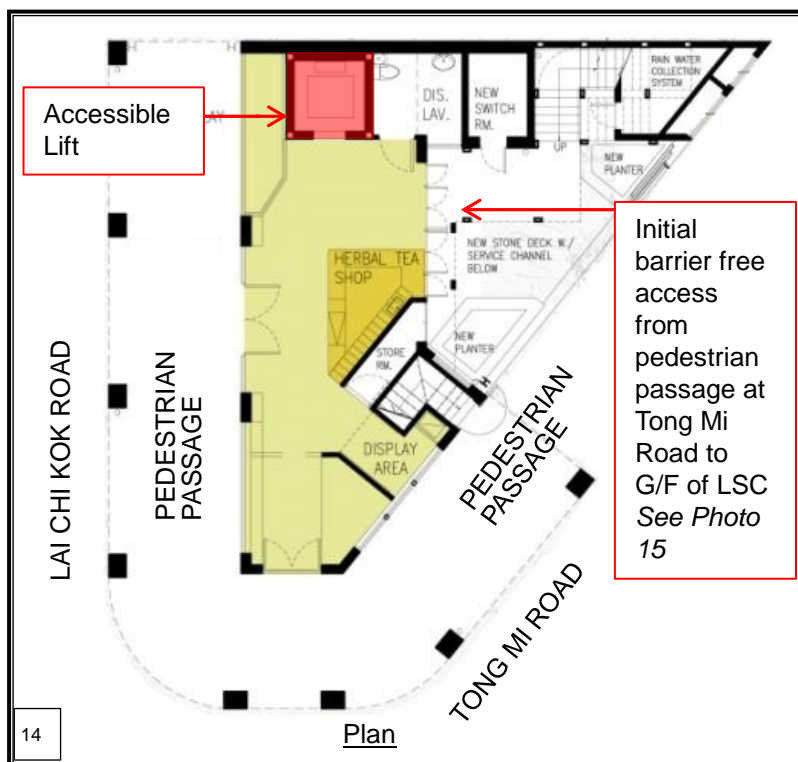 Accessible
Lift
DIS.
LAV.
NEW
SWITCH
RM.
RAIN WATER
COLLECTION
SYSTEM
UP
NEW
PLANTER
HERBAL TEA
SHOP
NEW STONE DECK W./
SERVICE CHANNEL
BELOW
Initial
barrier free
access
from
pedestrian
passage at
Tong Mi
Road to
G/F of LSC
See Photo
15
STORE
RM.
NEW
PLANTER
DISPLAY
AREA
LAI CHI KOK ROAD
PEDESTRIAN
PASSAGE
PEDESTRIAN
PASSAGE
TONG MI ROAD
14
Plan